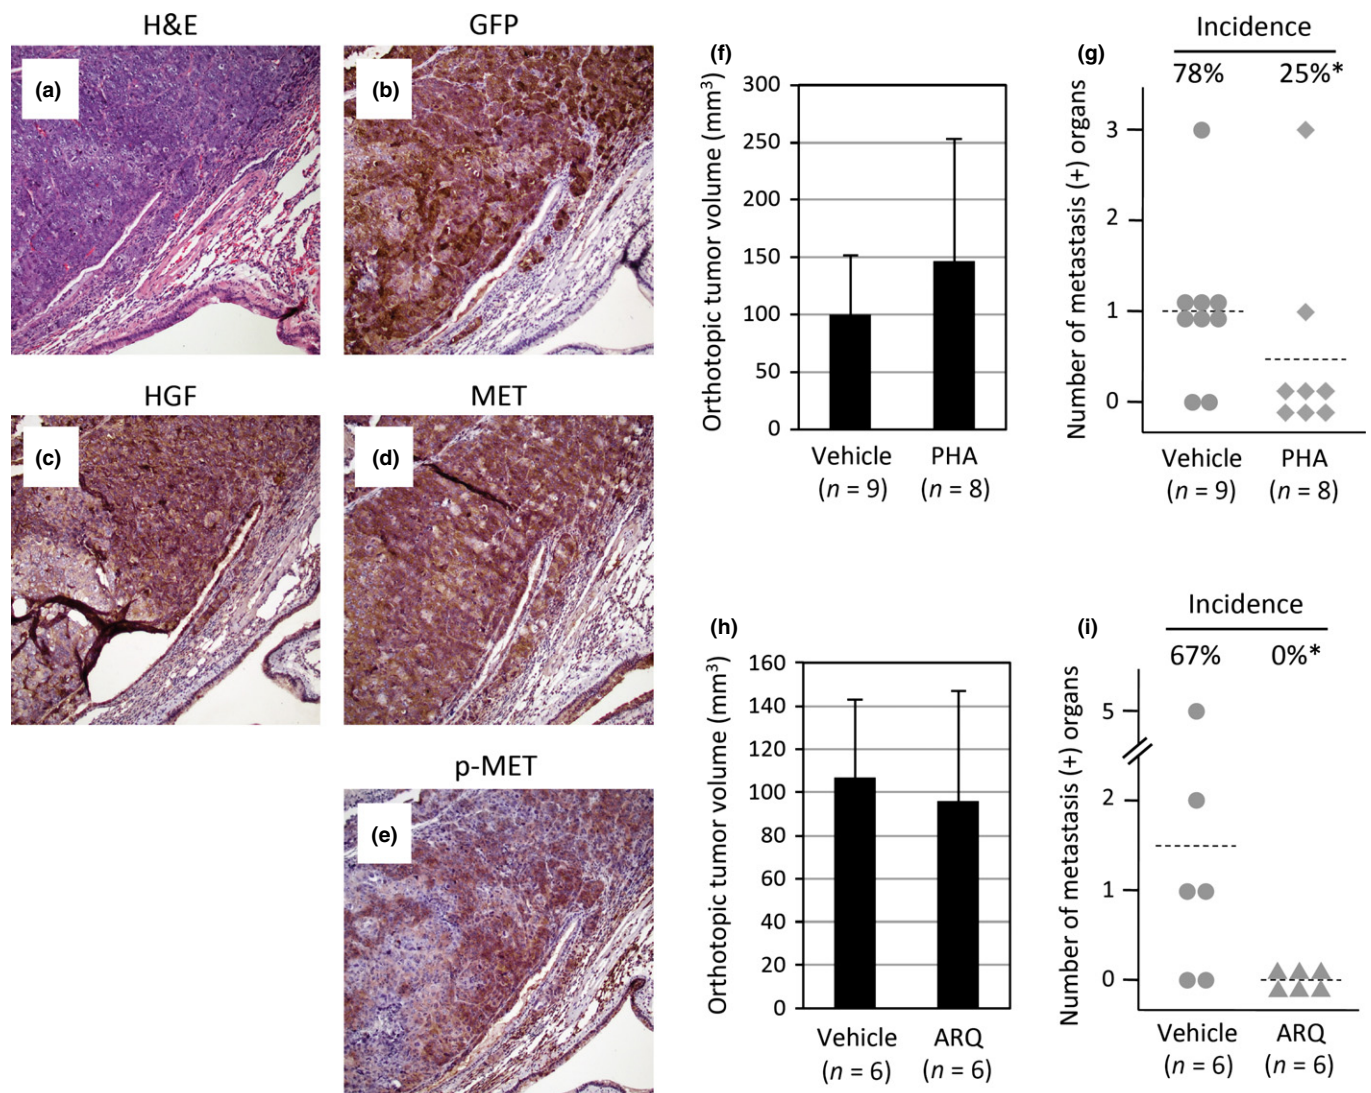 H&E
(a)
GFP
(b)
HGF
(c)
MET
(d)
p-MET
(e)
(f)
Orthotopic tumor volume (mm³)
300
250
200
150
100
50
0
Vehicle
(n = 9)
PHA
(n = 8)
(g)
Incidence
78%
25%*
Number of metastasis (+) organs
3
2
1
0
Vehicle
(n = 9)
PHA
(n = 8)
(h)
Orthotopic tumor volume (mm³)
160
140
120
100
80
60
40
20
0
Vehicle
(n = 6)
ARQ
(n = 6)
(i)
Incidence
67%
0%*
Number of metastasis (+) organs
5
2
1
0
Vehicle
(n = 6)
ARQ
(n = 6)